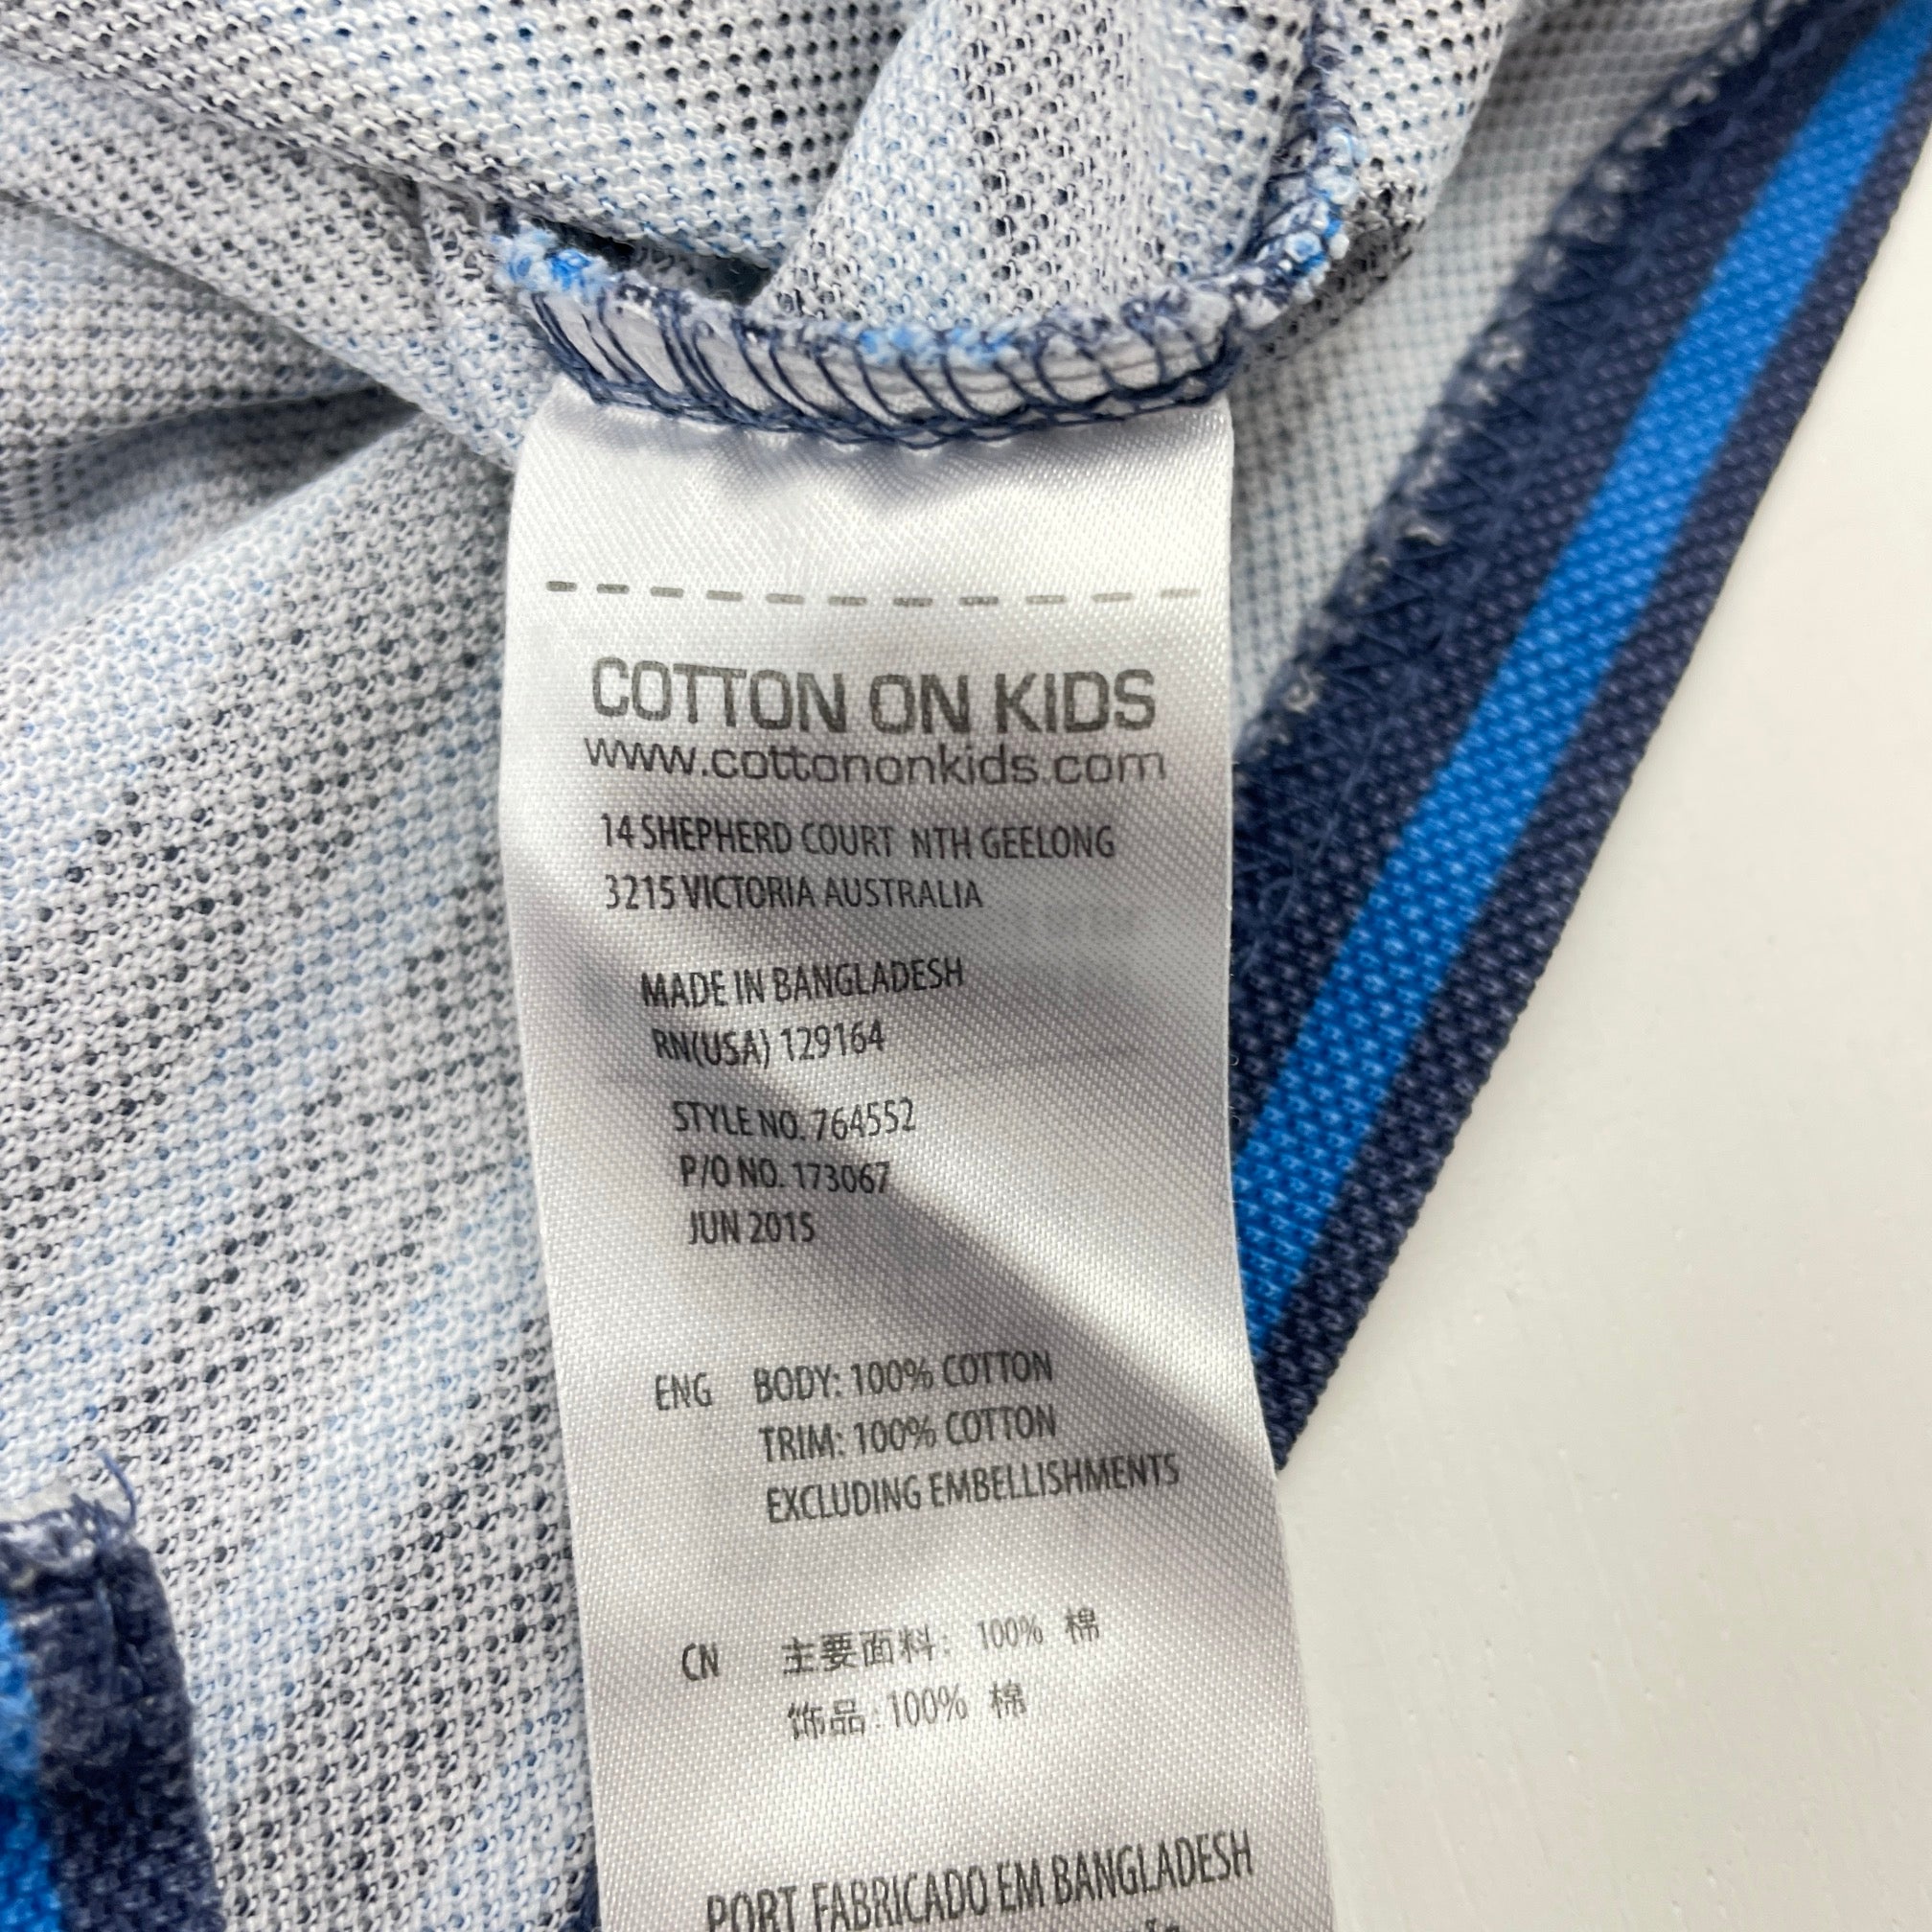 COTTON ON KIDS
www.cottononkids.com
14 SHEPHERD COURT NTH GEELONG
3215 VICTORIA AUSTRALIA
MADE IN BANGLADESH
RN(USA) 129164
STYLE NO. 764552
P/O NO. 173067
JUN 2015
ENG BODY: 100% COTTON
TRIM: 100% COTTON
EXCLUDING EMBELLISHMENTS
CN 主要面料: 100% 棉
饰品: 100% 棉
PORT FABRICADO EM BANGLADESH